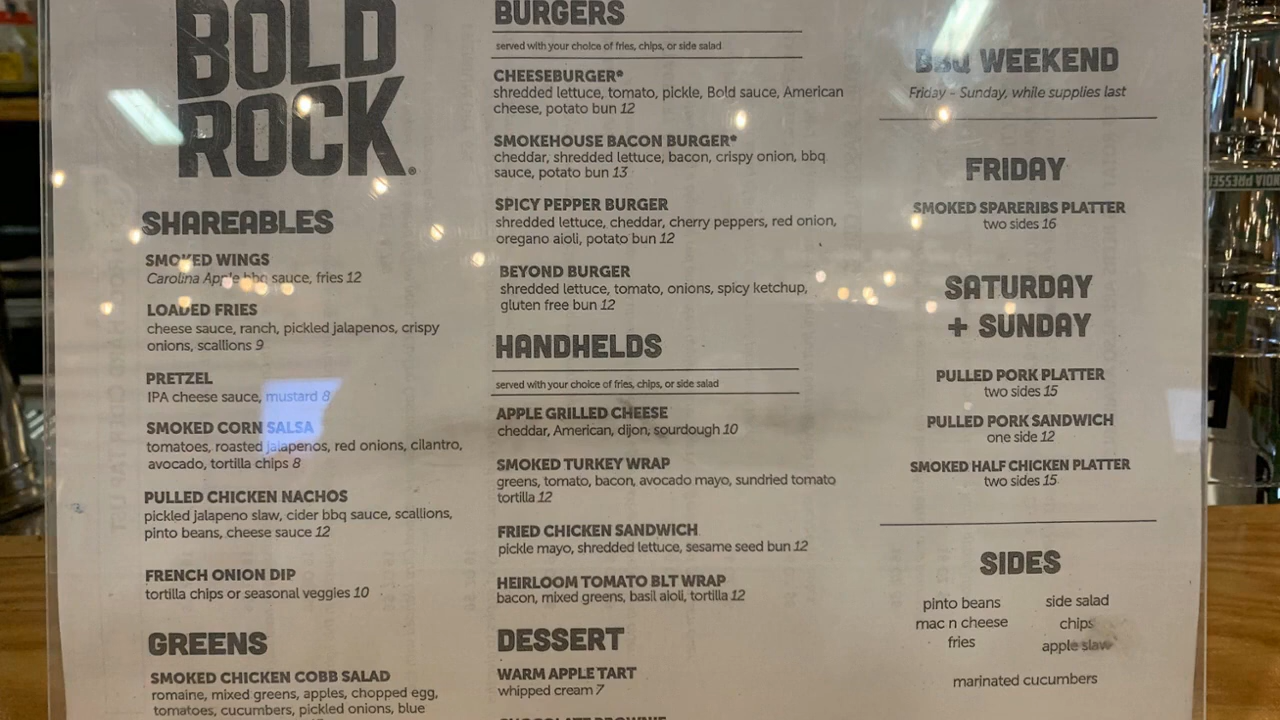 BOLD
ROCK®
SHAREABLES
SMOKED WINGS
Carolina Apple bbq sauce, fries 12
LOADED FRIES
cheese sauce, ranch, pickled jalapenos, crispy
onions, scallions 9
PRETZEL
IPA cheese sauce, mustard 8
SMOKED CORN SALSA
tomatoes, roasted jalapenos, red onions, cilantro,
avocado, tortilla chips 8
PULLED CHICKEN NACHOS
pickled jalapeno slaw, cider bbq sauce, scallions,
pinto beans, cheese sauce 12
FRENCH ONION DIP
tortilla chips or seasonal veggies 10
GREENS
SMOKED CHICKEN COBB SALAD
romaine, mixed greens, apples, chopped egg,
tomatoes, cucumbers, pickled onions, blue
BURGERS
served with your choice of fries, chips, or side salad
CHEESEBURGER*
shredded lettuce, tomato, pickle, Bold sauce, American
cheese, potato bun 12
SMOKEHOUSE BACON BURGER*
cheddar, shredded lettuce, bacon, crispy onion, bbq
sauce, potato bun 13
SPICY PEPPER BURGER
shredded lettuce, cheddar, cherry peppers, red onion,
oregano aioli, potato bun 12
BEYOND BURGER
shredded lettuce, tomato, onions, spicy ketchup,
gluten free bun 12
HANDHELDS
served with your choice of fries, chips, or side salad
APPLE GRILLED CHEESE
cheddar, American, dijon, sourdough 10
SMOKED TURKEY WRAP
greens, tomato, bacon, avocado mayo, sundried tomato
tortilla 12
FRIED CHICKEN SANDWICH
pickle mayo, shredded lettuce, sesame seed bun 12
HEIRLOOM TOMATO BLT WRAP
bacon, mixed greens, basil aioli, tortilla 12
DESSERT
WARM APPLE TART
whipped cream 7
CHOCOLATE BROWNIE
BBQ WEEKEND
Friday - Sunday, while supplies last
FRIDAY
SMOKED SPARERIBS PLATTER
two sides 16
SATURDAY
+ SUNDAY
PULLED PORK PLATTER
two sides 15
PULLED PORK SANDWICH
one side 12
SMOKED HALF CHICKEN PLATTER
two sides 15
SIDES
pinto beans
mac n cheese
fries
side salad
chips
apple slaw
marinated cucumbers